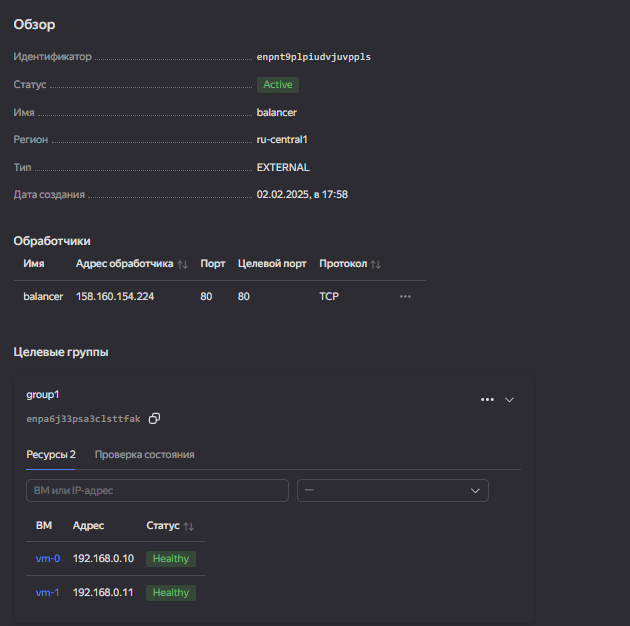 Обзор
Идентификатор enpnt9plpiudvjuvppls
Статус Active
Имя balancer
Регион ru-central1
Тип EXTERNAL
Дата создания 02.02.2025, в 17:58
Обработчики
Имя Адрес обработчика Порт Целевой порт Протокол
balancer 158.160.154.224 80 80 TCP
Целевые группы
group1
enpa6j33psa3clsttfak
Ресурсы 2 Проверка состояния
ВМ или IP-адрес —
ВМ Адрес Статус
vm-0 192.168.0.10 Healthy
vm-1 192.168.0.11 Healthy